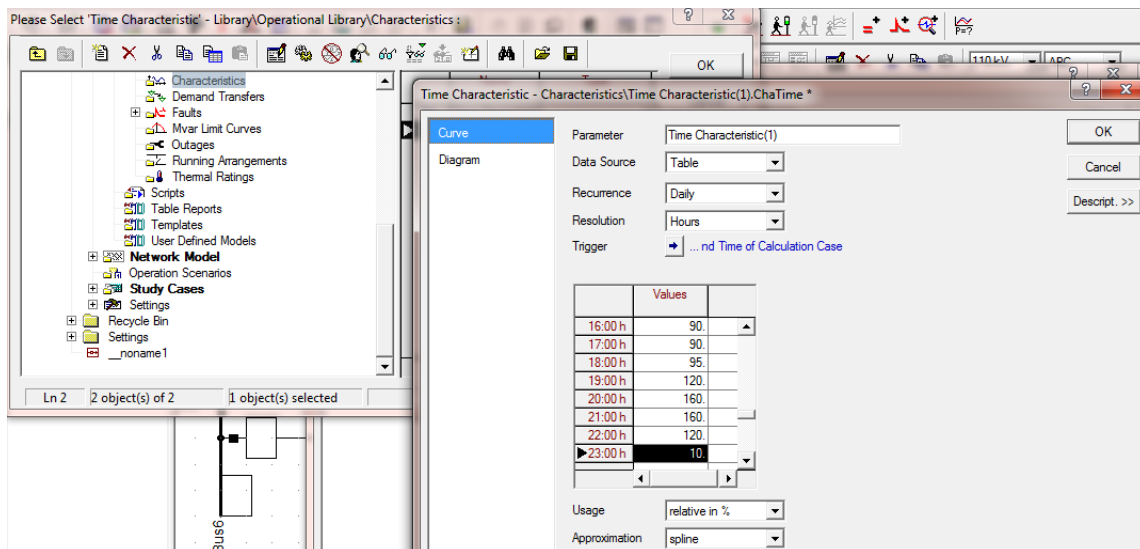 Please Select 'Time Characteristic' - Library\Operational Library\Characteristics :
OK
Characteristics
Demand Transfers
Faults
Mvar Limit Curves
Outages
Running Arrangements
Thermal Ratings
Scripts
Table Reports
Templates
User Defined Models
Network Model
Operation Scenarios
Study Cases
Settings
Recycle Bin
Settings
__noname1
Ln 2
2 object(s) of 2
1 object(s) selected
P=?
110 kV
ABC
Time Characteristic - Characteristics\Time Characteristic(1).ChaTime *
Curve
Diagram
Parameter Time Characteristic(1)
Data Source Table
Recurrence Daily
Resolution Hours
Trigger ... nd Time of Calculation Case
OK
Cancel
Descript. >>
Values
16:00 h 90.
17:00 h 90.
18:00 h 95.
19:00 h 120.
20:00 h 160.
21:00 h 160.
22:00 h 120.
23:00 h 10.
Usage relative in %
Approximation spline